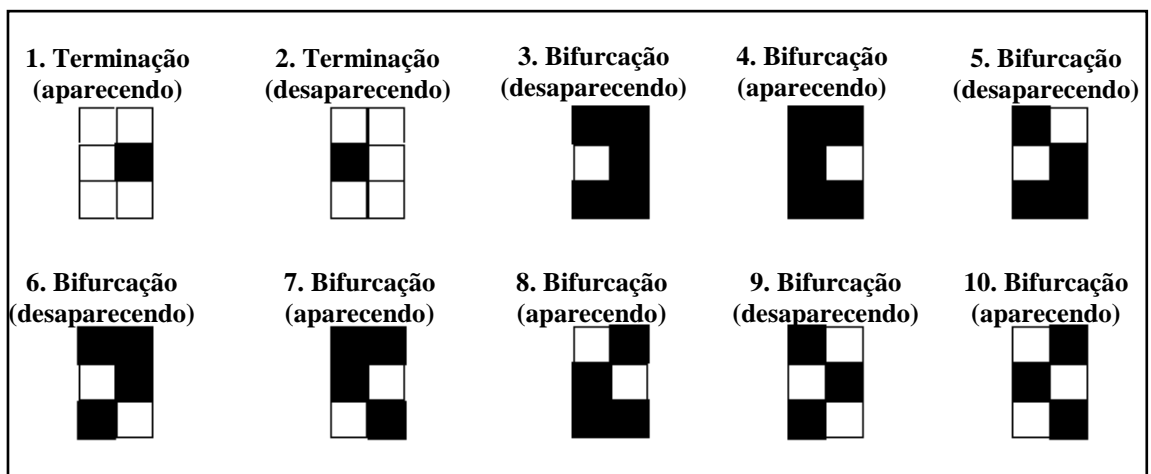 1. Terminação
(aparecendo)
2. Terminação
(desaparecendo)
3. Bifurcação
(desaparecendo)
4. Bifurcação
(aparecendo)
5. Bifurcação
(desaparecendo)
6. Bifurcação
(desaparecendo)
7. Bifurcação
(aparecendo)
8. Bifurcação
(aparecendo)
9. Bifurcação
(desaparecendo)
10. Bifurcação
(aparecendo)